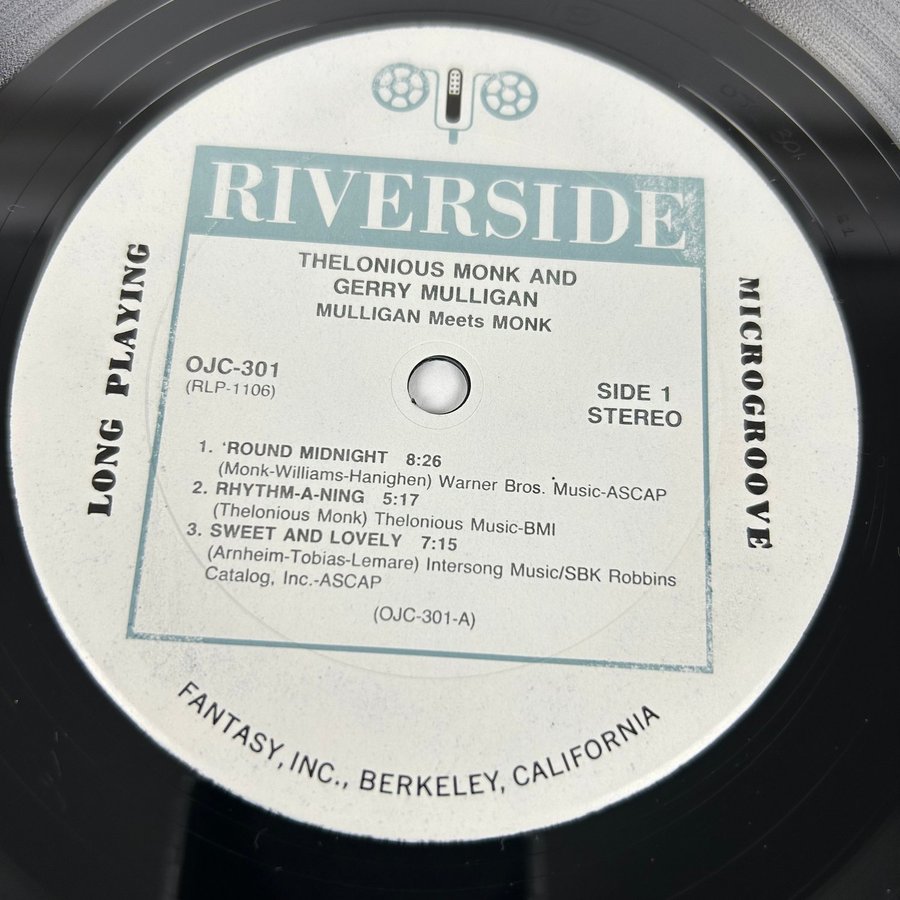 RIVERSIDE
THELONIOUS MONK AND
GERRY MULLIGAN
MULLIGAN Meets MONK
LONG PLAYING
MICROGROOVE
OJC-301
(RLP-1106)
SIDE 1
STEREO
1. 'ROUND MIDNIGHT 8:26
(Monk-Williams-Hanighen) Warner Bros. Music-ASCAP
2. RHYTHM-A-NING 5:17
(Thelonious Monk) Thelonious Music-BMI
3. SWEET AND LOVELY 7:15
(Arnheim-Tobias-Lemare) Intersong Music/SBK Robbins
Catalog, Inc.-ASCAP
(OJC-301-A)
FANTASY, INC., BERKELEY, CALIFORNIA